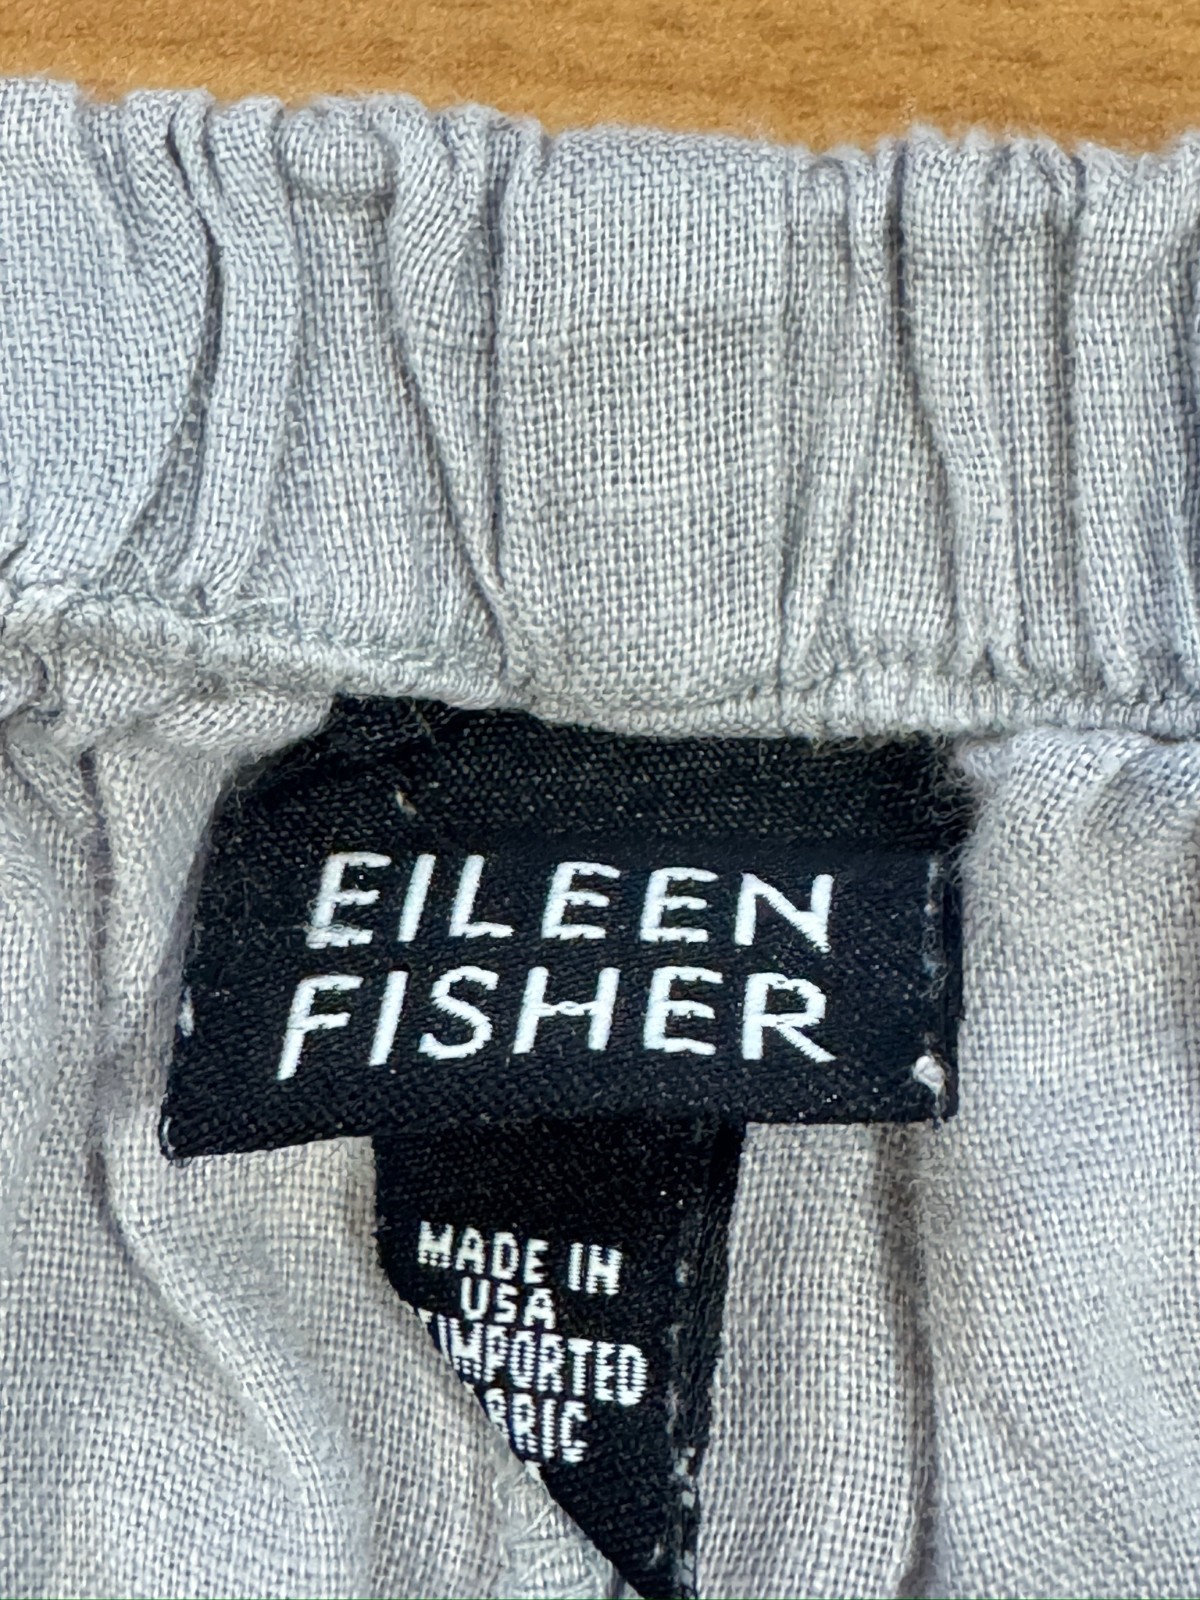 EILEEN
FISHER
MADE IN
USA
IMPORTED